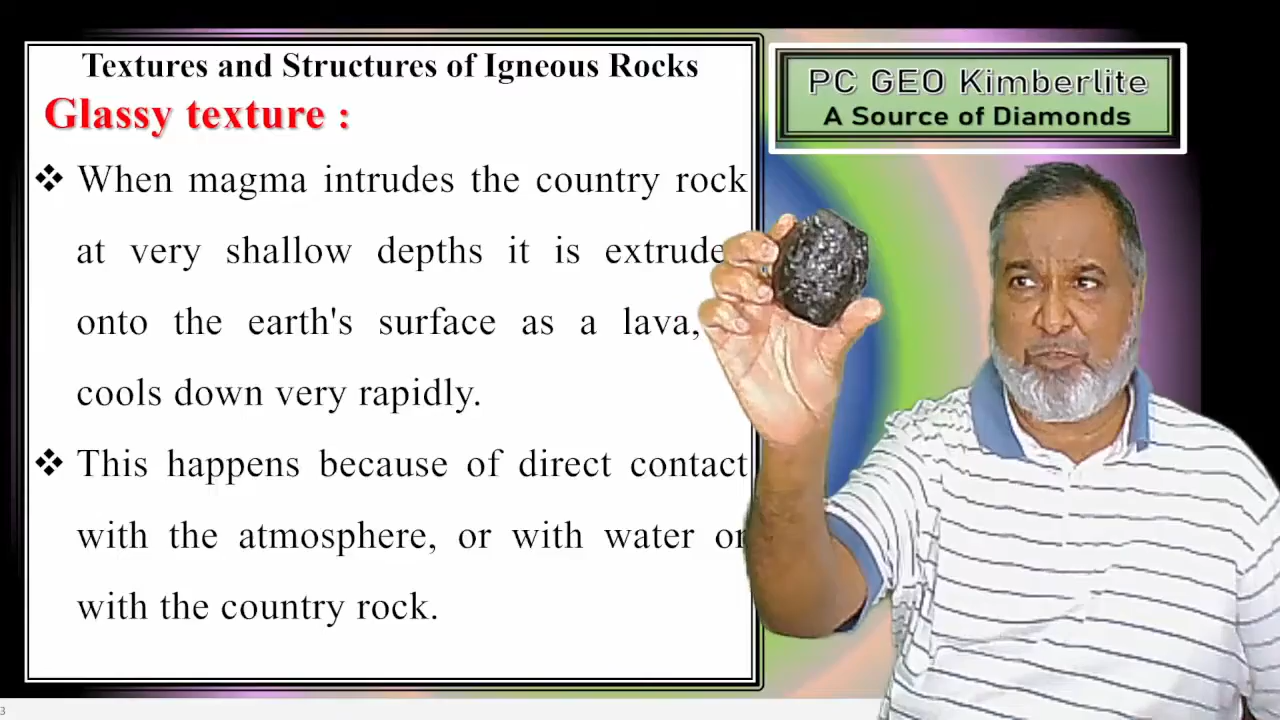 Textures and Structures of Igneous Rocks
Glassy texture :
❖ When magma intrudes the country rock
at very shallow depths it is
onto the earth's surface as a lava,
cools down very rapidly.
❖ This happens because of direct contact
with the atmosphere, or with water or
with the country rock.
PC GEO Kimberlite
A Source of Diamonds
3